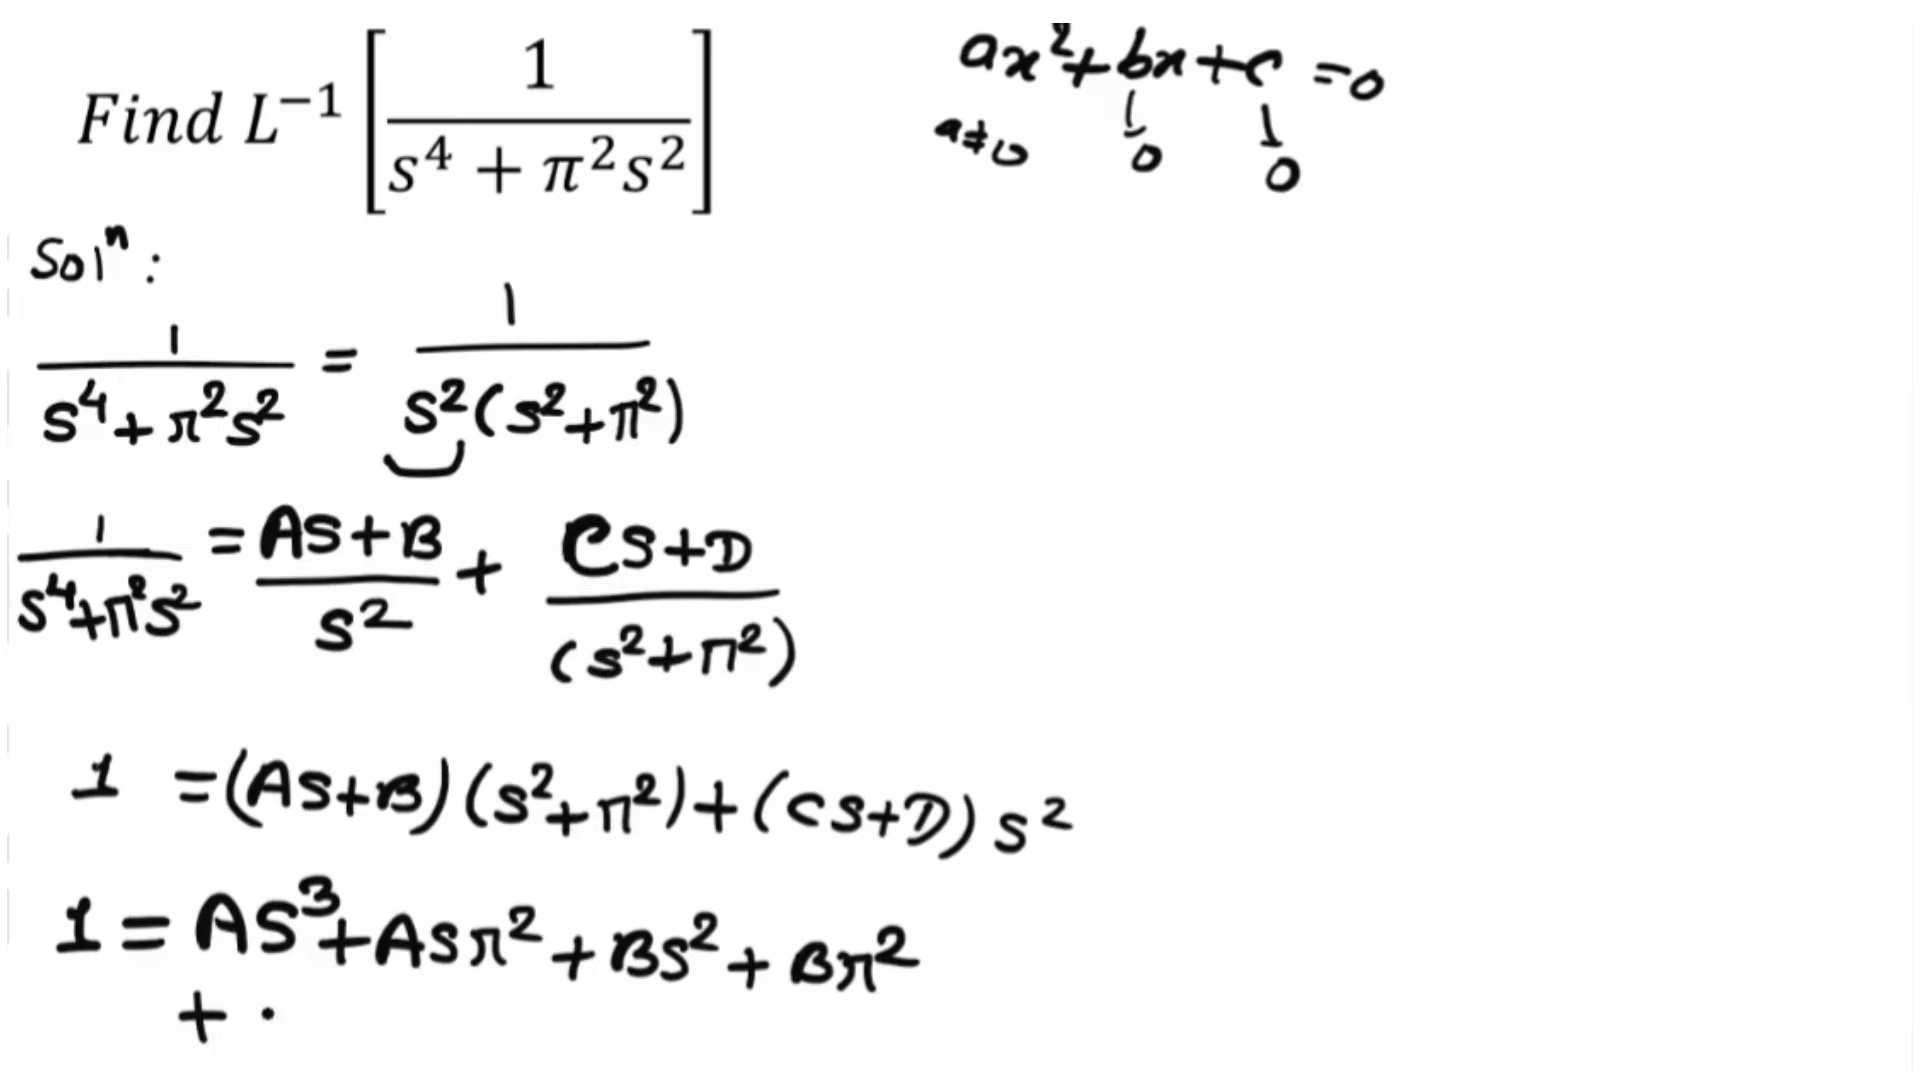 Find L⁻¹ [ 1 / (s⁴ + π²s²) ]
ax² + bx + c = 0
a≠0 0 0
Solⁿ :
1 / (s⁴ + π²s²) = 1 / (s²(s² + π²))
1 / (s⁴ + π²s²) = (As + B) / s² + (Cs + D) / (s² + π²)
1 = (As + B)(s² + π²) + (Cs + D)s²
1 = As³ + Asπ² + Bs² + Bπ²
+ .